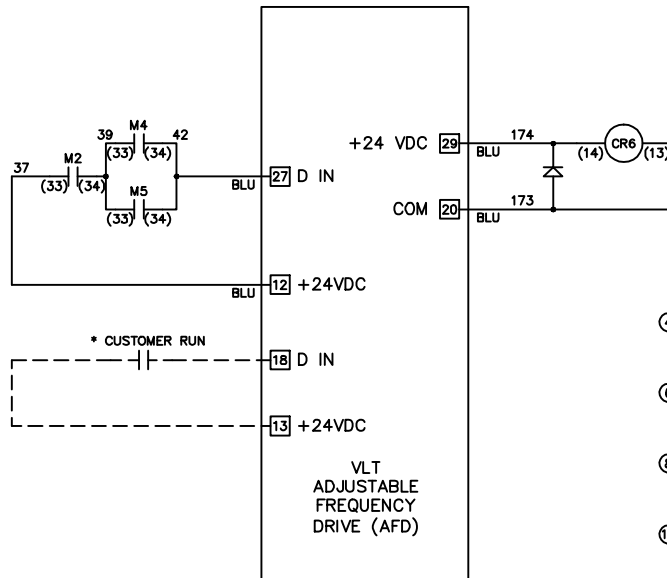 39 M4 42
(33) (34)
37 M2
(33) (34)
M5
(33) (34)
BLU 27 D IN
BLU 12 +24VDC
* CUSTOMER RUN
18 D IN
13 +24VDC
+24 VDC 29 BLU 174 (14) CR6 (13)
COM 20 BLU 173
VLT
ADJUSTABLE
FREQUENCY
DRIVE (AFD)